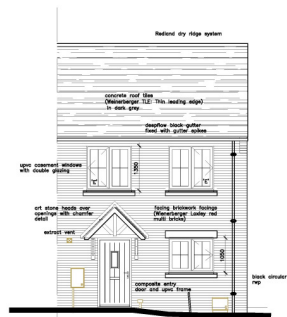 Redland dry ridge system
concrete roof tiles
(Weinerberger TLE: Thin leading edge)
in dark grey
deepflow black gutter
fixed with gutter spikes
upvc casement windows
with double glazing
1350
art stone heads over
openings with chamfer
detail
facing brickwork facings
(Weinerberger Laxley red
multi bricks)
extract vent
1050
composite entry
door and upvc frame
black circular
rwp